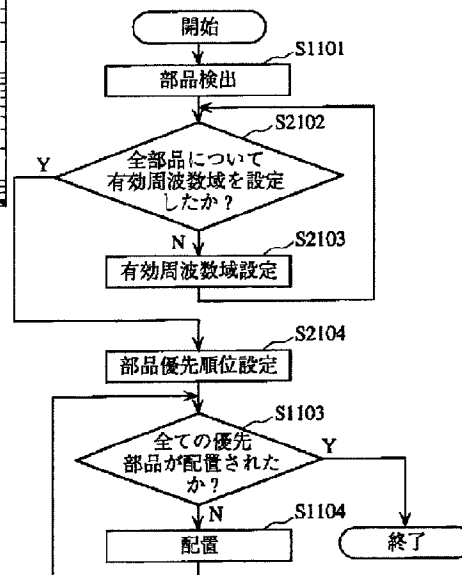 開始
S1101
部品検出
S2102
Y
全部品について
有効周波数域を設定
したか？
N
S2103
有効周波数域設定
S2104
部品優先順位設定
S1103
全ての優先
部品が配置された
か？
Y
N
S1104
配置
終了